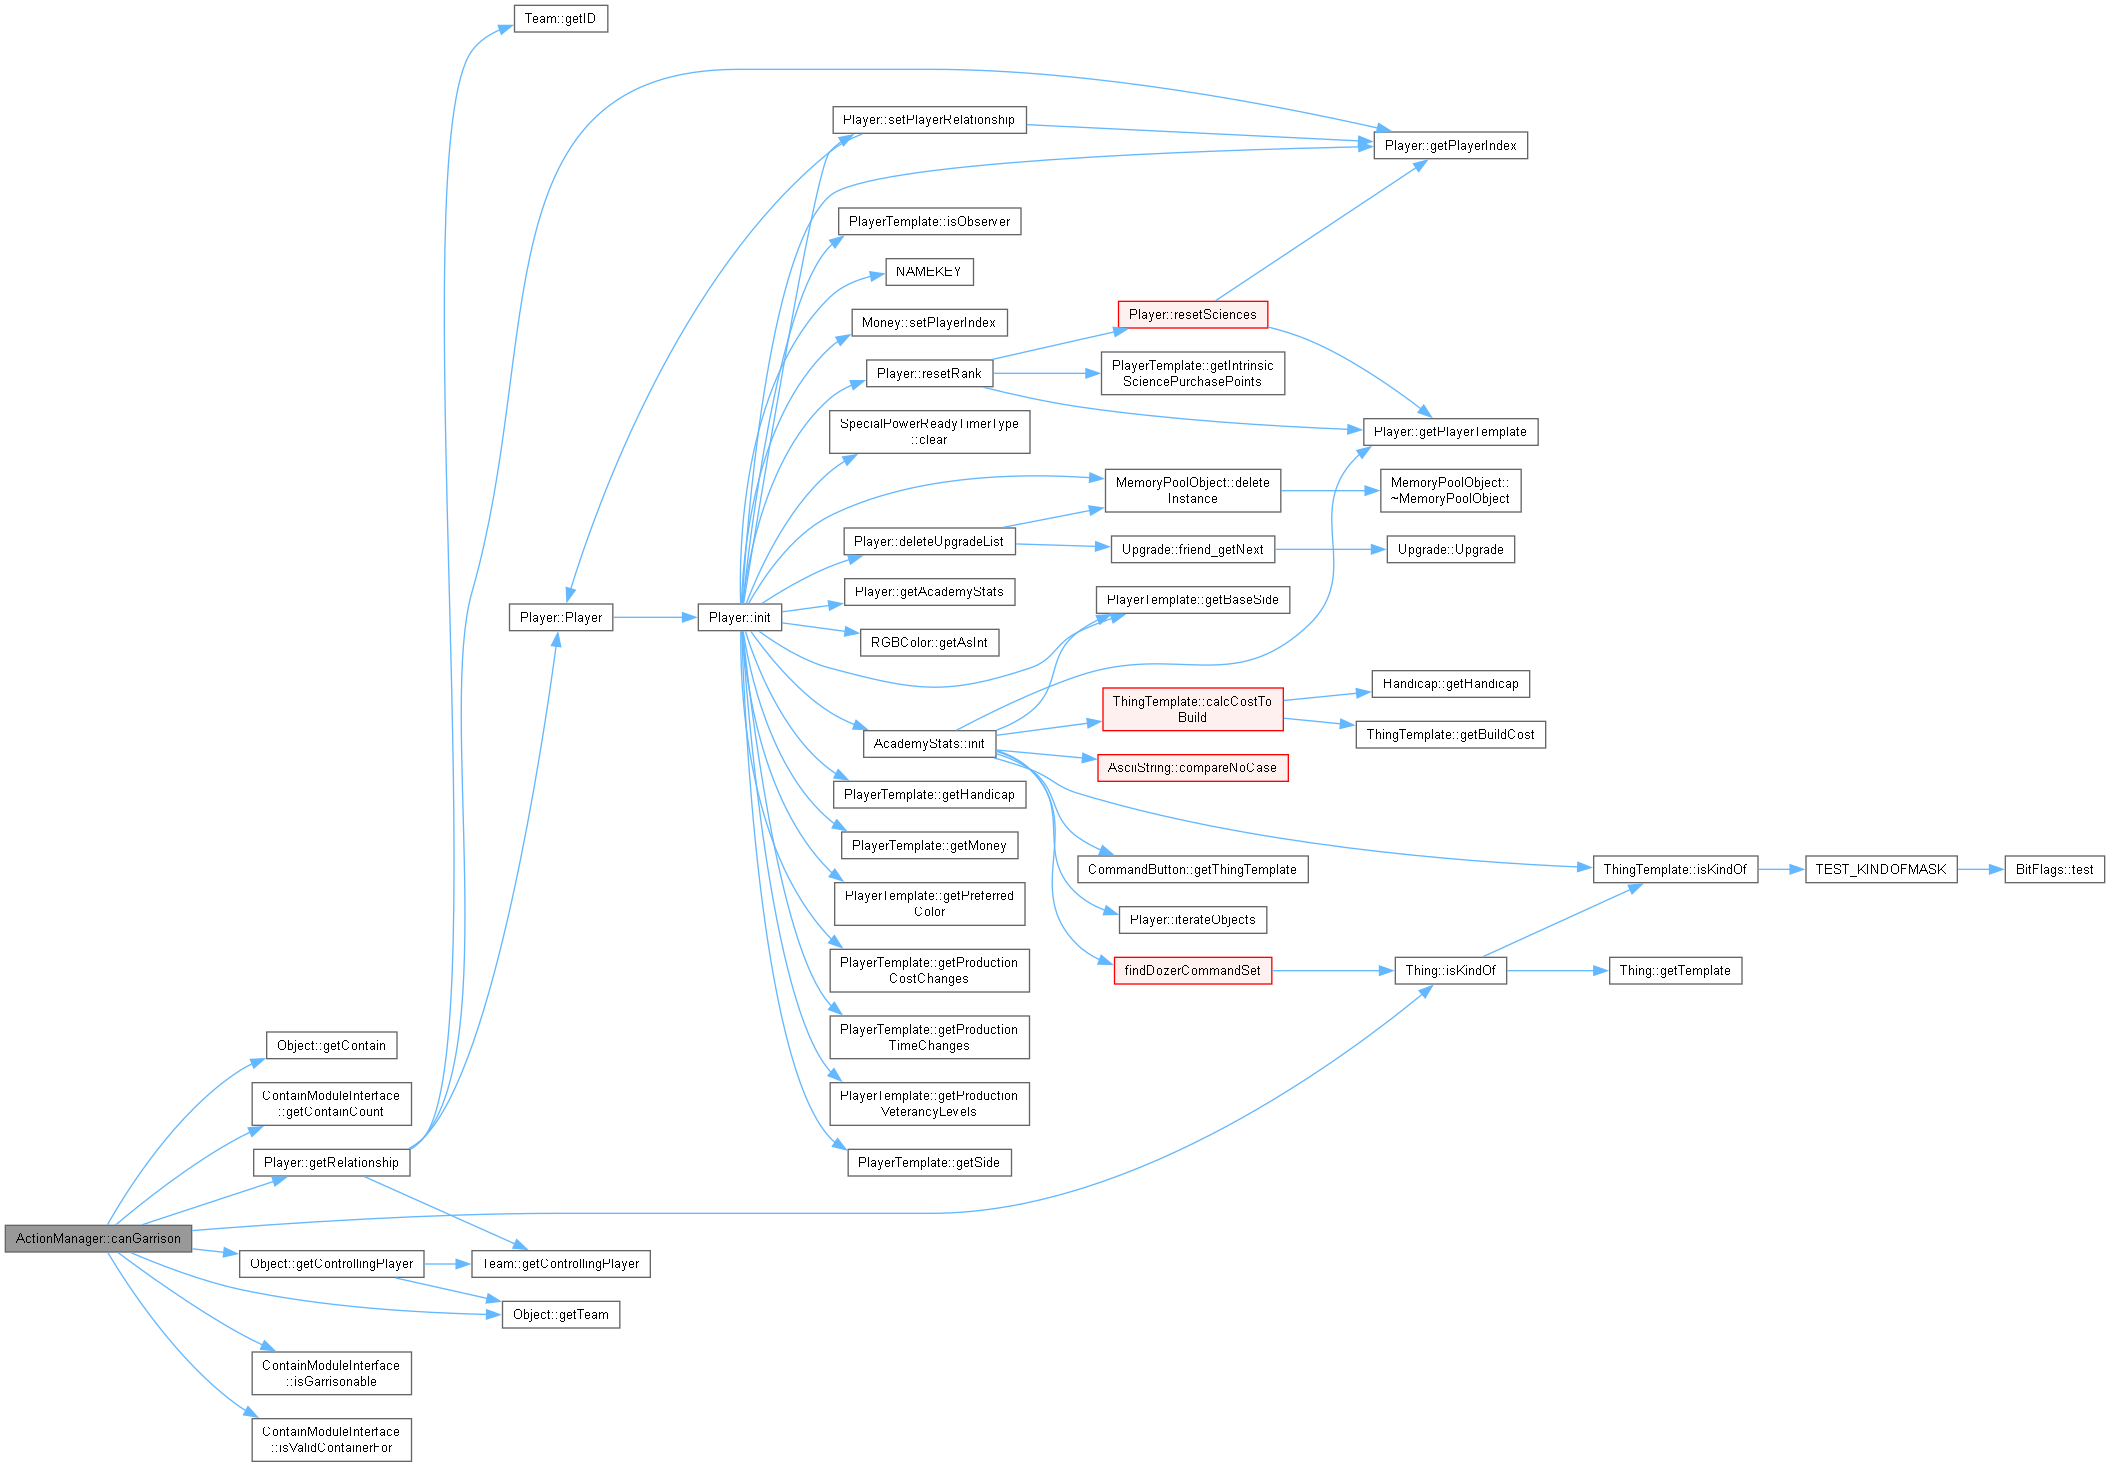 Team::getID
Player::setPlayerRelationship
Player::getPlayerIndex
PlayerTemplate::isObserver
NAMEKEY
Money::setPlayerIndex
Player::resetSciences
Player::resetRank
PlayerTemplate::getIntrinsic
SciencePurchasePoints
SpecialPowerReadyTimerType
::clear
Player::getPlayerTemplate
MemoryPoolObject::delete
Instance
MemoryPoolObject::
~MemoryPoolObject
Player::deleteUpgradeList
Upgrade::friend_getNext
Upgrade::Upgrade
Player::getAcademyStats
PlayerTemplate::getBaseSide
Player::Player
Player::init
RGBColor::getAsInt
Handicap::getHandicap
ThingTemplate::calcCostTo
Build
ThingTemplate::getBuildCost
AcademyStats::init
AsciiString::compareNoCase
PlayerTemplate::getHandicap
PlayerTemplate::getMoney
CommandButton::getThingTemplate
ThingTemplate::isKindOf
TEST_KINDOFMASK
BitFlags::test
PlayerTemplate::getPreferred
Color
Player::iterateObjects
PlayerTemplate::getProduction
CostChanges
findDozerCommandSet
Thing::isKindOf
Thing::getTemplate
PlayerTemplate::getProduction
TimeChanges
Object::getContain
ContainModuleInterface
::getContainCount
PlayerTemplate::getProduction
VeterancyLevels
Player::getRelationship
PlayerTemplate::getSide
ActionManager::canGarrison
Object::getControllingPlayer
Team::getControllingPlayer
Object::getTeam
ContainModuleInterface
::isGarrisonable
ContainModuleInterface
::isValidContainerFor